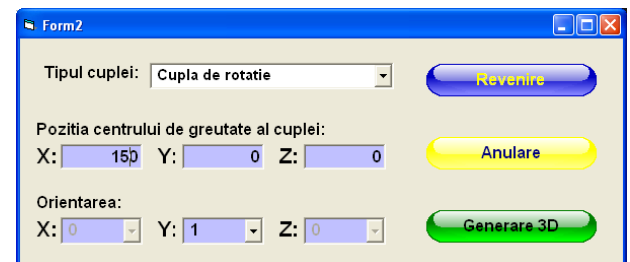 Form2
Tipul cuplei: Cupla de rotatie Revenire
Pozitia centrului de greutate al cuplei:
X: 150 Y: 0 Z: 0 Anulare
Orientarea:
X: 0 Y: 1 Z: 0 Generare 3D